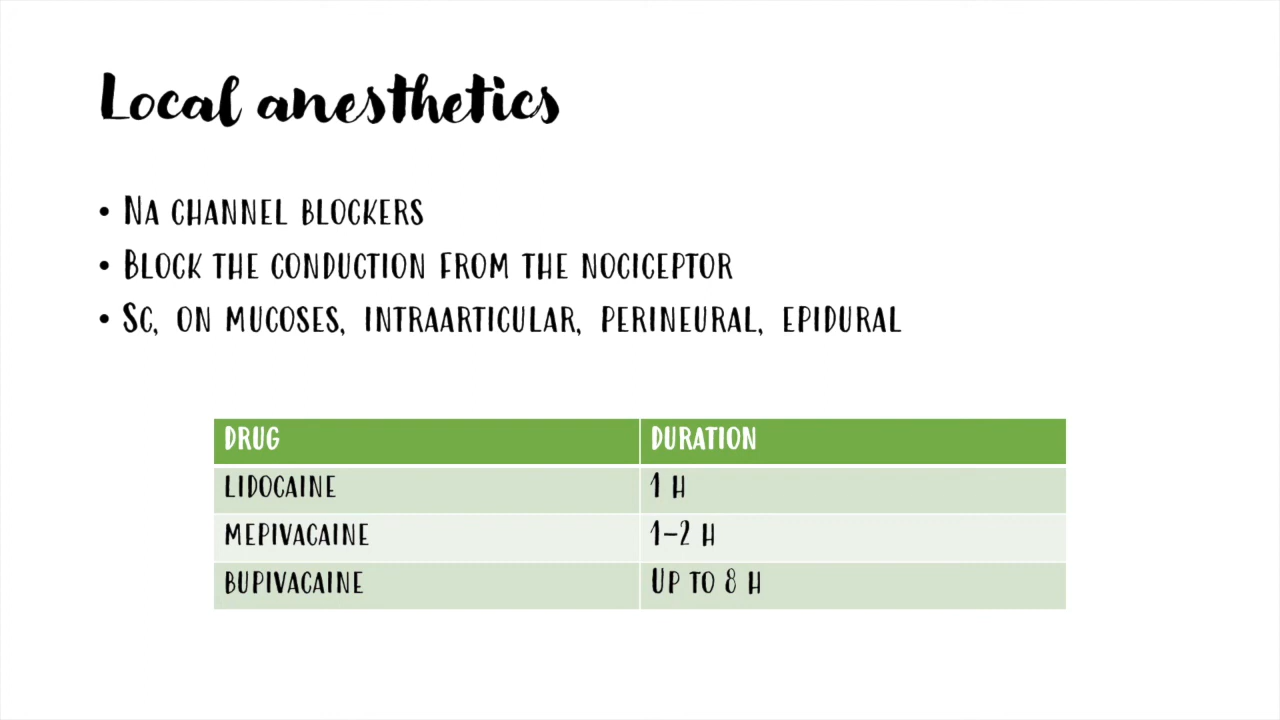 Local anesthetics
• Na channel blockers
• Block the conduction from the nociceptor
• Sc, on mucoses, intraarticular, perineural, epidural
drug duration
lidocaine 1 h
mepivacaine 1-2 h
bupivacaine Up to 8 h